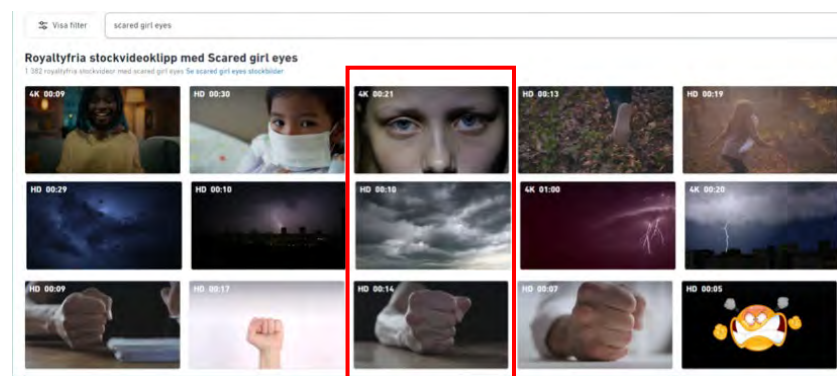 Visa filter
scared girl eyes
Royaltyfria stockvideoklipp med Scared girl eyes
1 382 royaltyfria stockvideor med scared girl eyes Se scared girl eyes stockbilder
4K 00:09
HD 00:30
4K 00:21
HD 00:13
HD 00:19
HD 00:29
HD 00:10
HD 00:10
4K 01:00
4K 00:20
HD 00:09
HD 00:17
HD 00:14
HD 00:07
HD 00:05